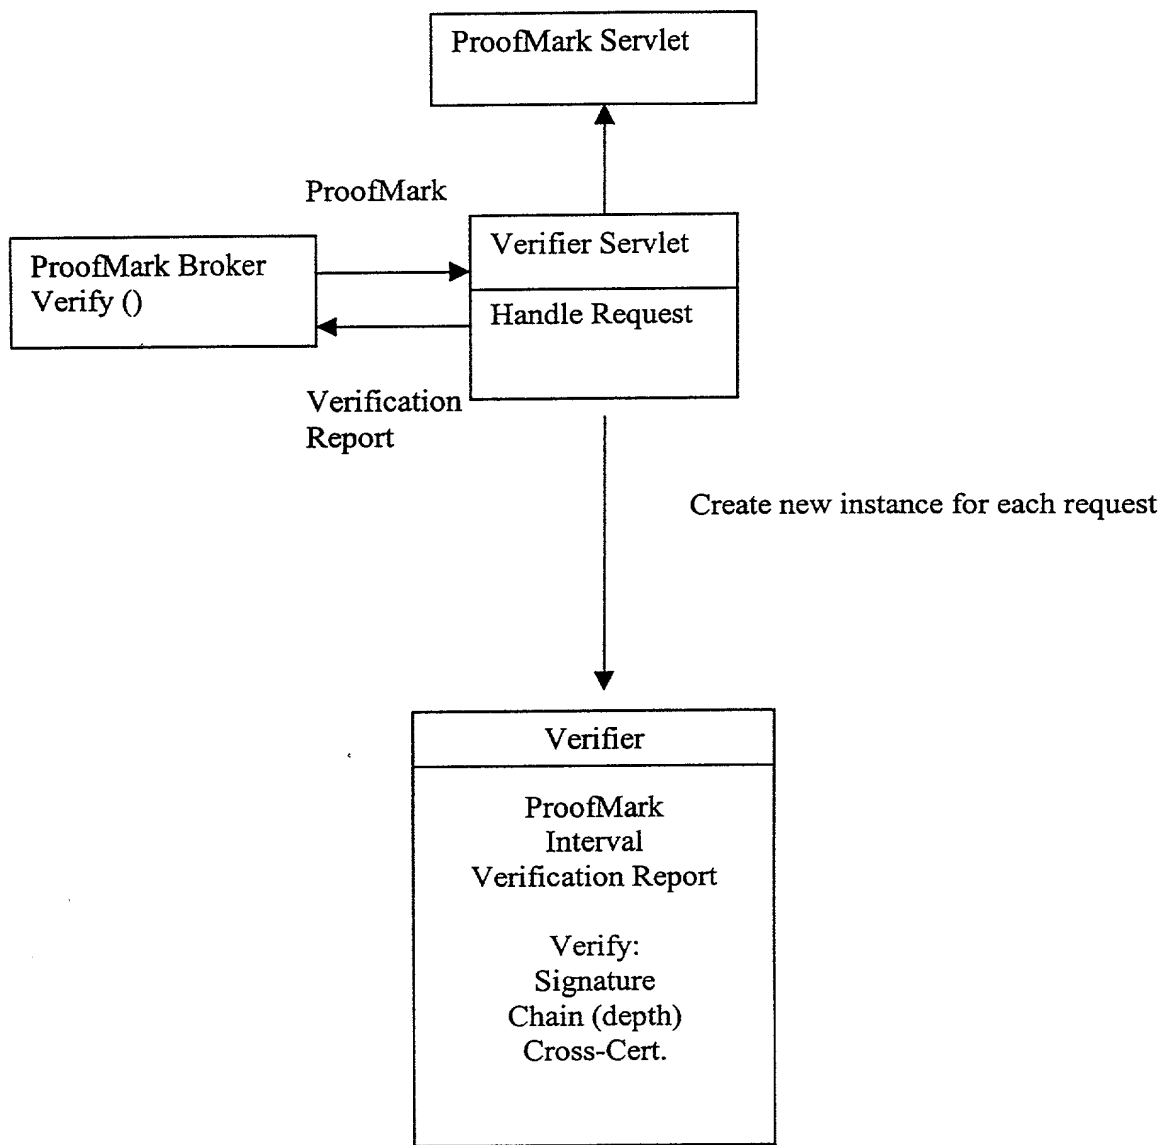 ProofMark Servlet
ProofMark
Verifier Servlet
ProofMark Broker
Verify ()
Handle Request
Verification
Report
Create new instance for each request
Verifier
ProofMark
Interval
Verification Report
Verify:
Signature
Chain (depth)
Cross-Cert.